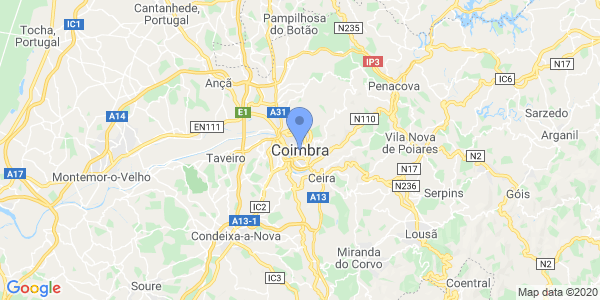 IC1
Tocha,
Portugal
Cantanhede,
Portugal
Pampilhosa
do Botão
N235
IP3
Penacova
N17
IC6
Ançã
E1
A31
A14
EN111
N110
Sarzedo
Arganil
Vila Nova
de Poiares
Coimbra
Taveiro
N2
A17
Montemor-o-Velho
Ceira
N17
N236
Serpins
Góis
A13
IC2
A13-1
Condeixa-a-Nova
Lousã
Miranda
do Corvo
N2
IC3
Soure
Coentral
Google
Map data ©2020